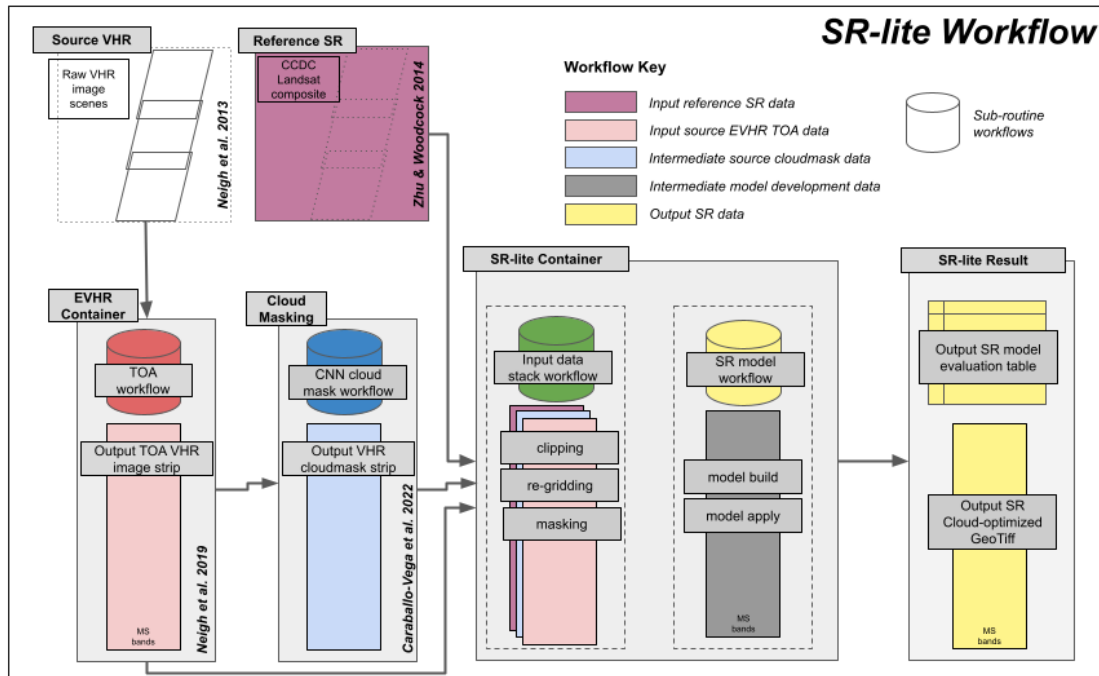 SR-lite Workflow
Source VHR
Raw VHR
image
scenes
Neigh et al. 2013
Reference SR
CCDC
Landsat
composite
Zhu & Woodcock 2014
Workflow Key
Input reference SR data
Input source EVHR TOA data
Intermediate source cloudmask data
Intermediate model development data
Output SR data
Sub-routine
workflows
EVHR
Container
TOA
workflow
Output TOA VHR
image strip
MS
bands
Neigh et al. 2019
Cloud
Masking
CNN cloud
mask workflow
Output VHR
cloudmask strip
Caraballo-Vega et al. 2022
SR-lite Container
Input data
stack workflow
clipping
re-gridding
masking
SR model
workflow
model build
model apply
MS
bands
SR-lite Result
Output SR model
evaluation table
Output SR
Cloud-optimized
GeoTiff
MS
bands